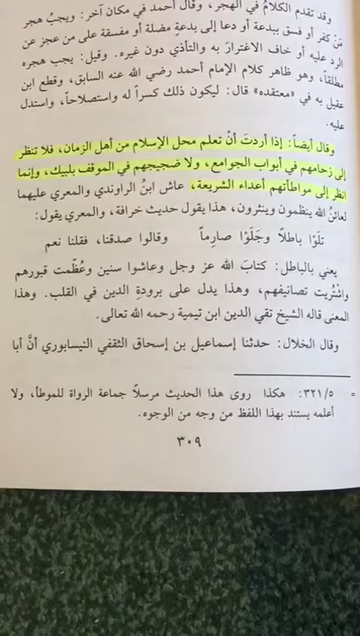 وقد تقدم الكلامُ في الهجر، وقال أحمد في مكان آخر: ويجبُ هجر
مَنْ كفر أو فسق ببدعة أو دعا إلى بدعةٍ مضلة أو مفسقة على من عجز عن
الرد عليه أو خاف الاغترارَ به والتأذي دون غيره. وقيل: يجب هجره
مطلقاً، وهو ظاهر كلام الإمام أحمد رضي الله عنه السابق، وقطع ابن
عقيل به في «معتقده» قال: ليكون ذلك كسراً له واستصلاحاً، واستدل
عليه.
وقال أيضاً: إذا أردتَ أنْ تعلم محل الإسلام من أهل الزمان، فلا تنظر
إلى زحامهم في أبواب الجوامع، ولا ضجيجهم في الموقف بلبيك، وإنما
انظر إلى مواطأتهم أعداء الشريعة، عاش ابنُ الراوندي والمعري عليهما
لعائنُ الله ينظمون وينثرون، هذا يقول حديث خرافة، والمعري يقول:
تلَوْا باطلًا وجَلَوْا صارِماً وقالوا صدقنا، فقلنا نعم
يعني بالباطل: كتابَ الله عز وجل وعاشوا سنين وعُظّمت قبورهم
واشْتُريت تصانيفهم، وهذا يدل على برودةِ الدين في القلب. وهذا
المعنى قاله الشيخ تقي الدين ابن تيمية رحمه الله تعالى.
وقال الخلال: حدثنا إسماعيل بن إسحاق الثقفي النيسابوري أنَّ أبا
= ٣٢١/٥: هكذا روى هذا الحديث مرسلًا جماعة الرواة للموطأ، ولا
أعلمه يستند بهذا اللفظ من وجه من الوجوه.
٣٠٩